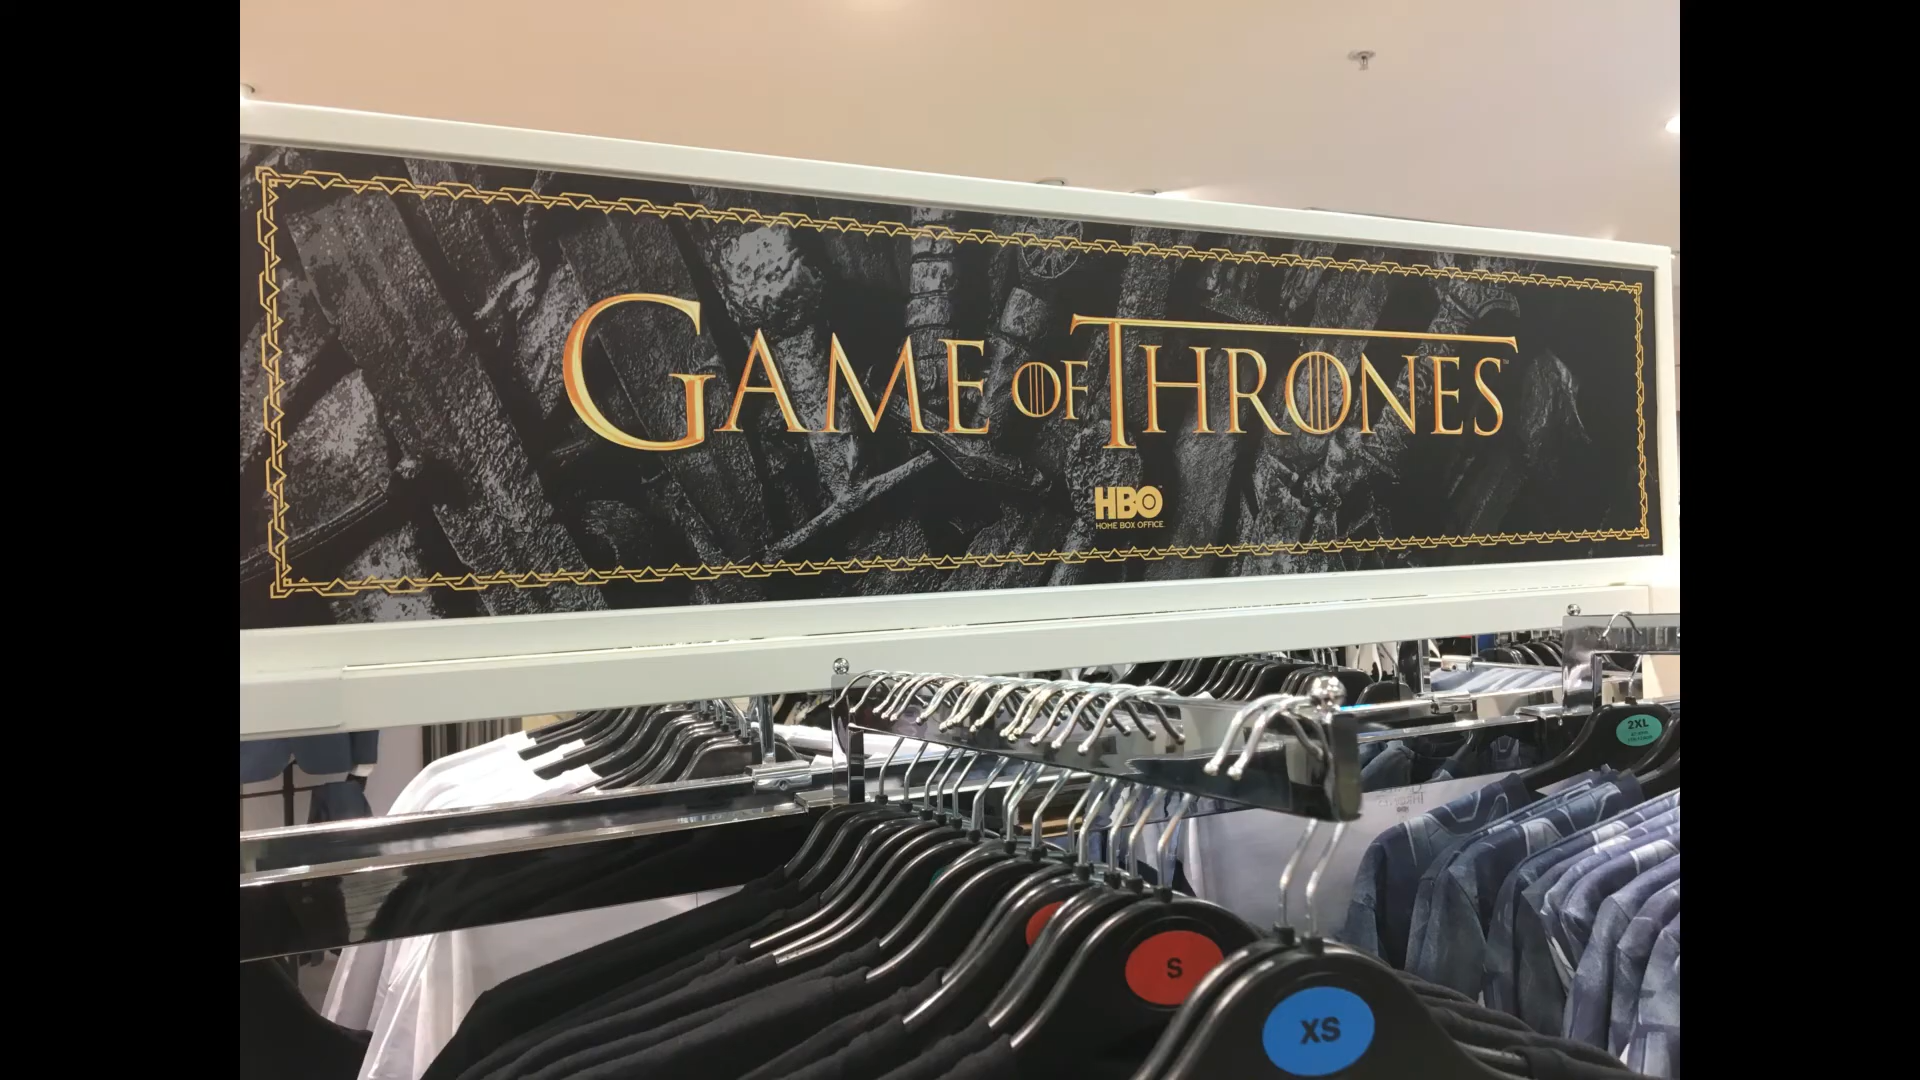 GAME OF THRONES
HBO
HOME BOX OFFICE
2XL
S
XS